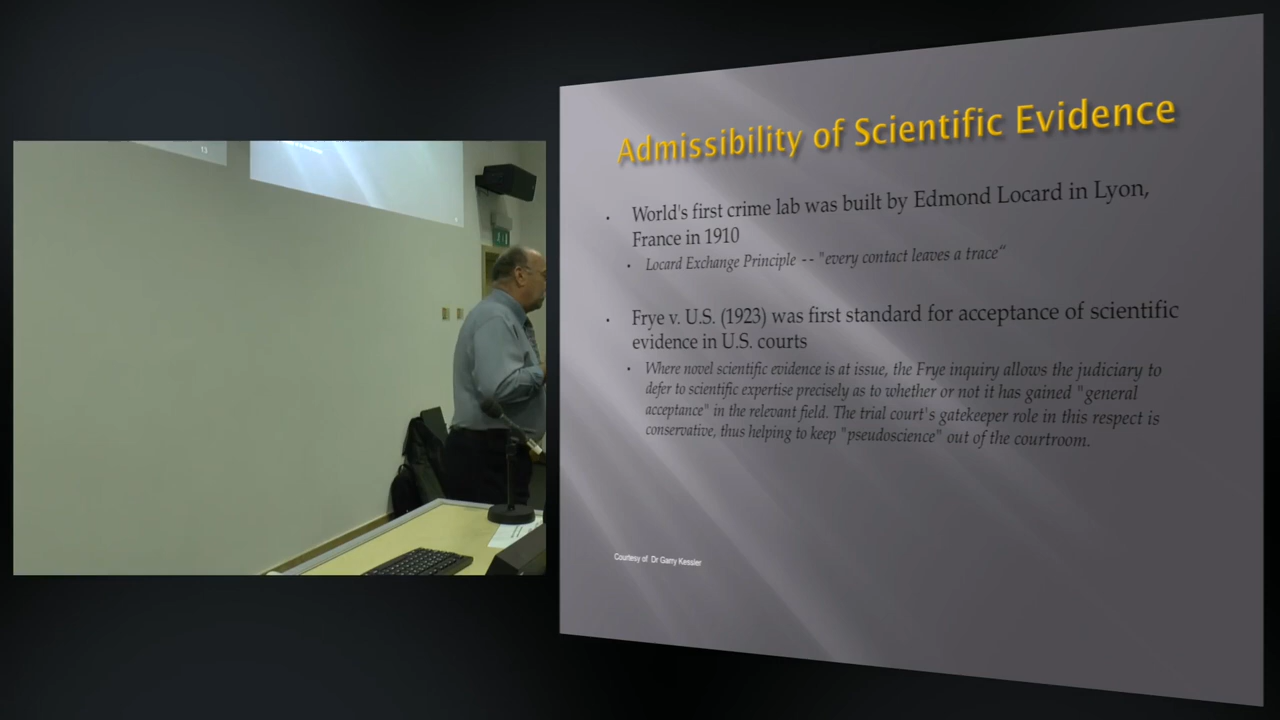 Admissibility of Scientific Evidence
World's first crime lab was built by Edmond Locard in Lyon,
France in 1910
Locard Exchange Principle -- "every contact leaves a trace“
Frye v. U.S. (1923) was first standard for acceptance of scientific
evidence in U.S. courts
Where novel scientific evidence is at issue, the Frye inquiry allows the judiciary to
defer to scientific expertise precisely as to whether or not it has gained "general
acceptance" in the relevant field. The trial court's gatekeeper role in this respect is
conservative, thus helping to keep "pseudoscience" out of the courtroom.
Courtesy of Dr Garry Kessler
13